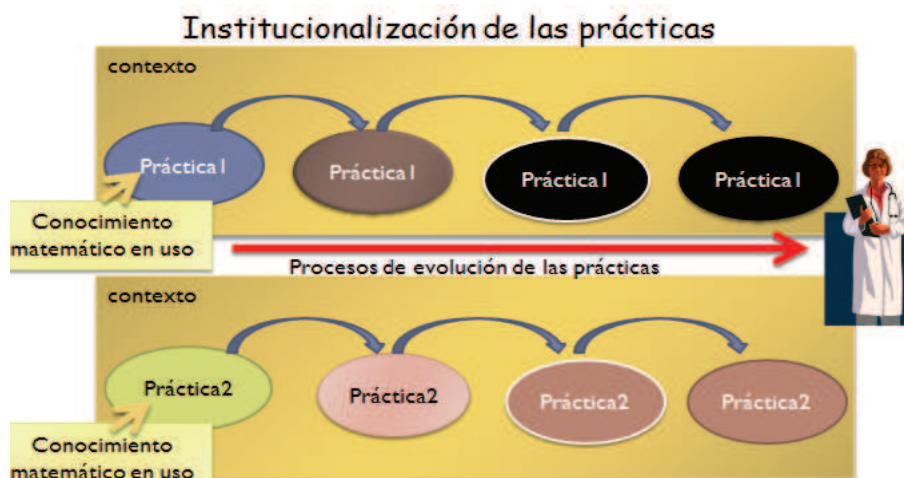 Institucionalización de las prácticas
contexto
Práctica1
Práctica1
Práctica1
Práctica1
Conocimiento
matemático en uso
Procesos de evolución de las prácticas
contexto
Práctica2
Práctica2
Práctica2
Práctica2
Conocimiento
matemático en uso